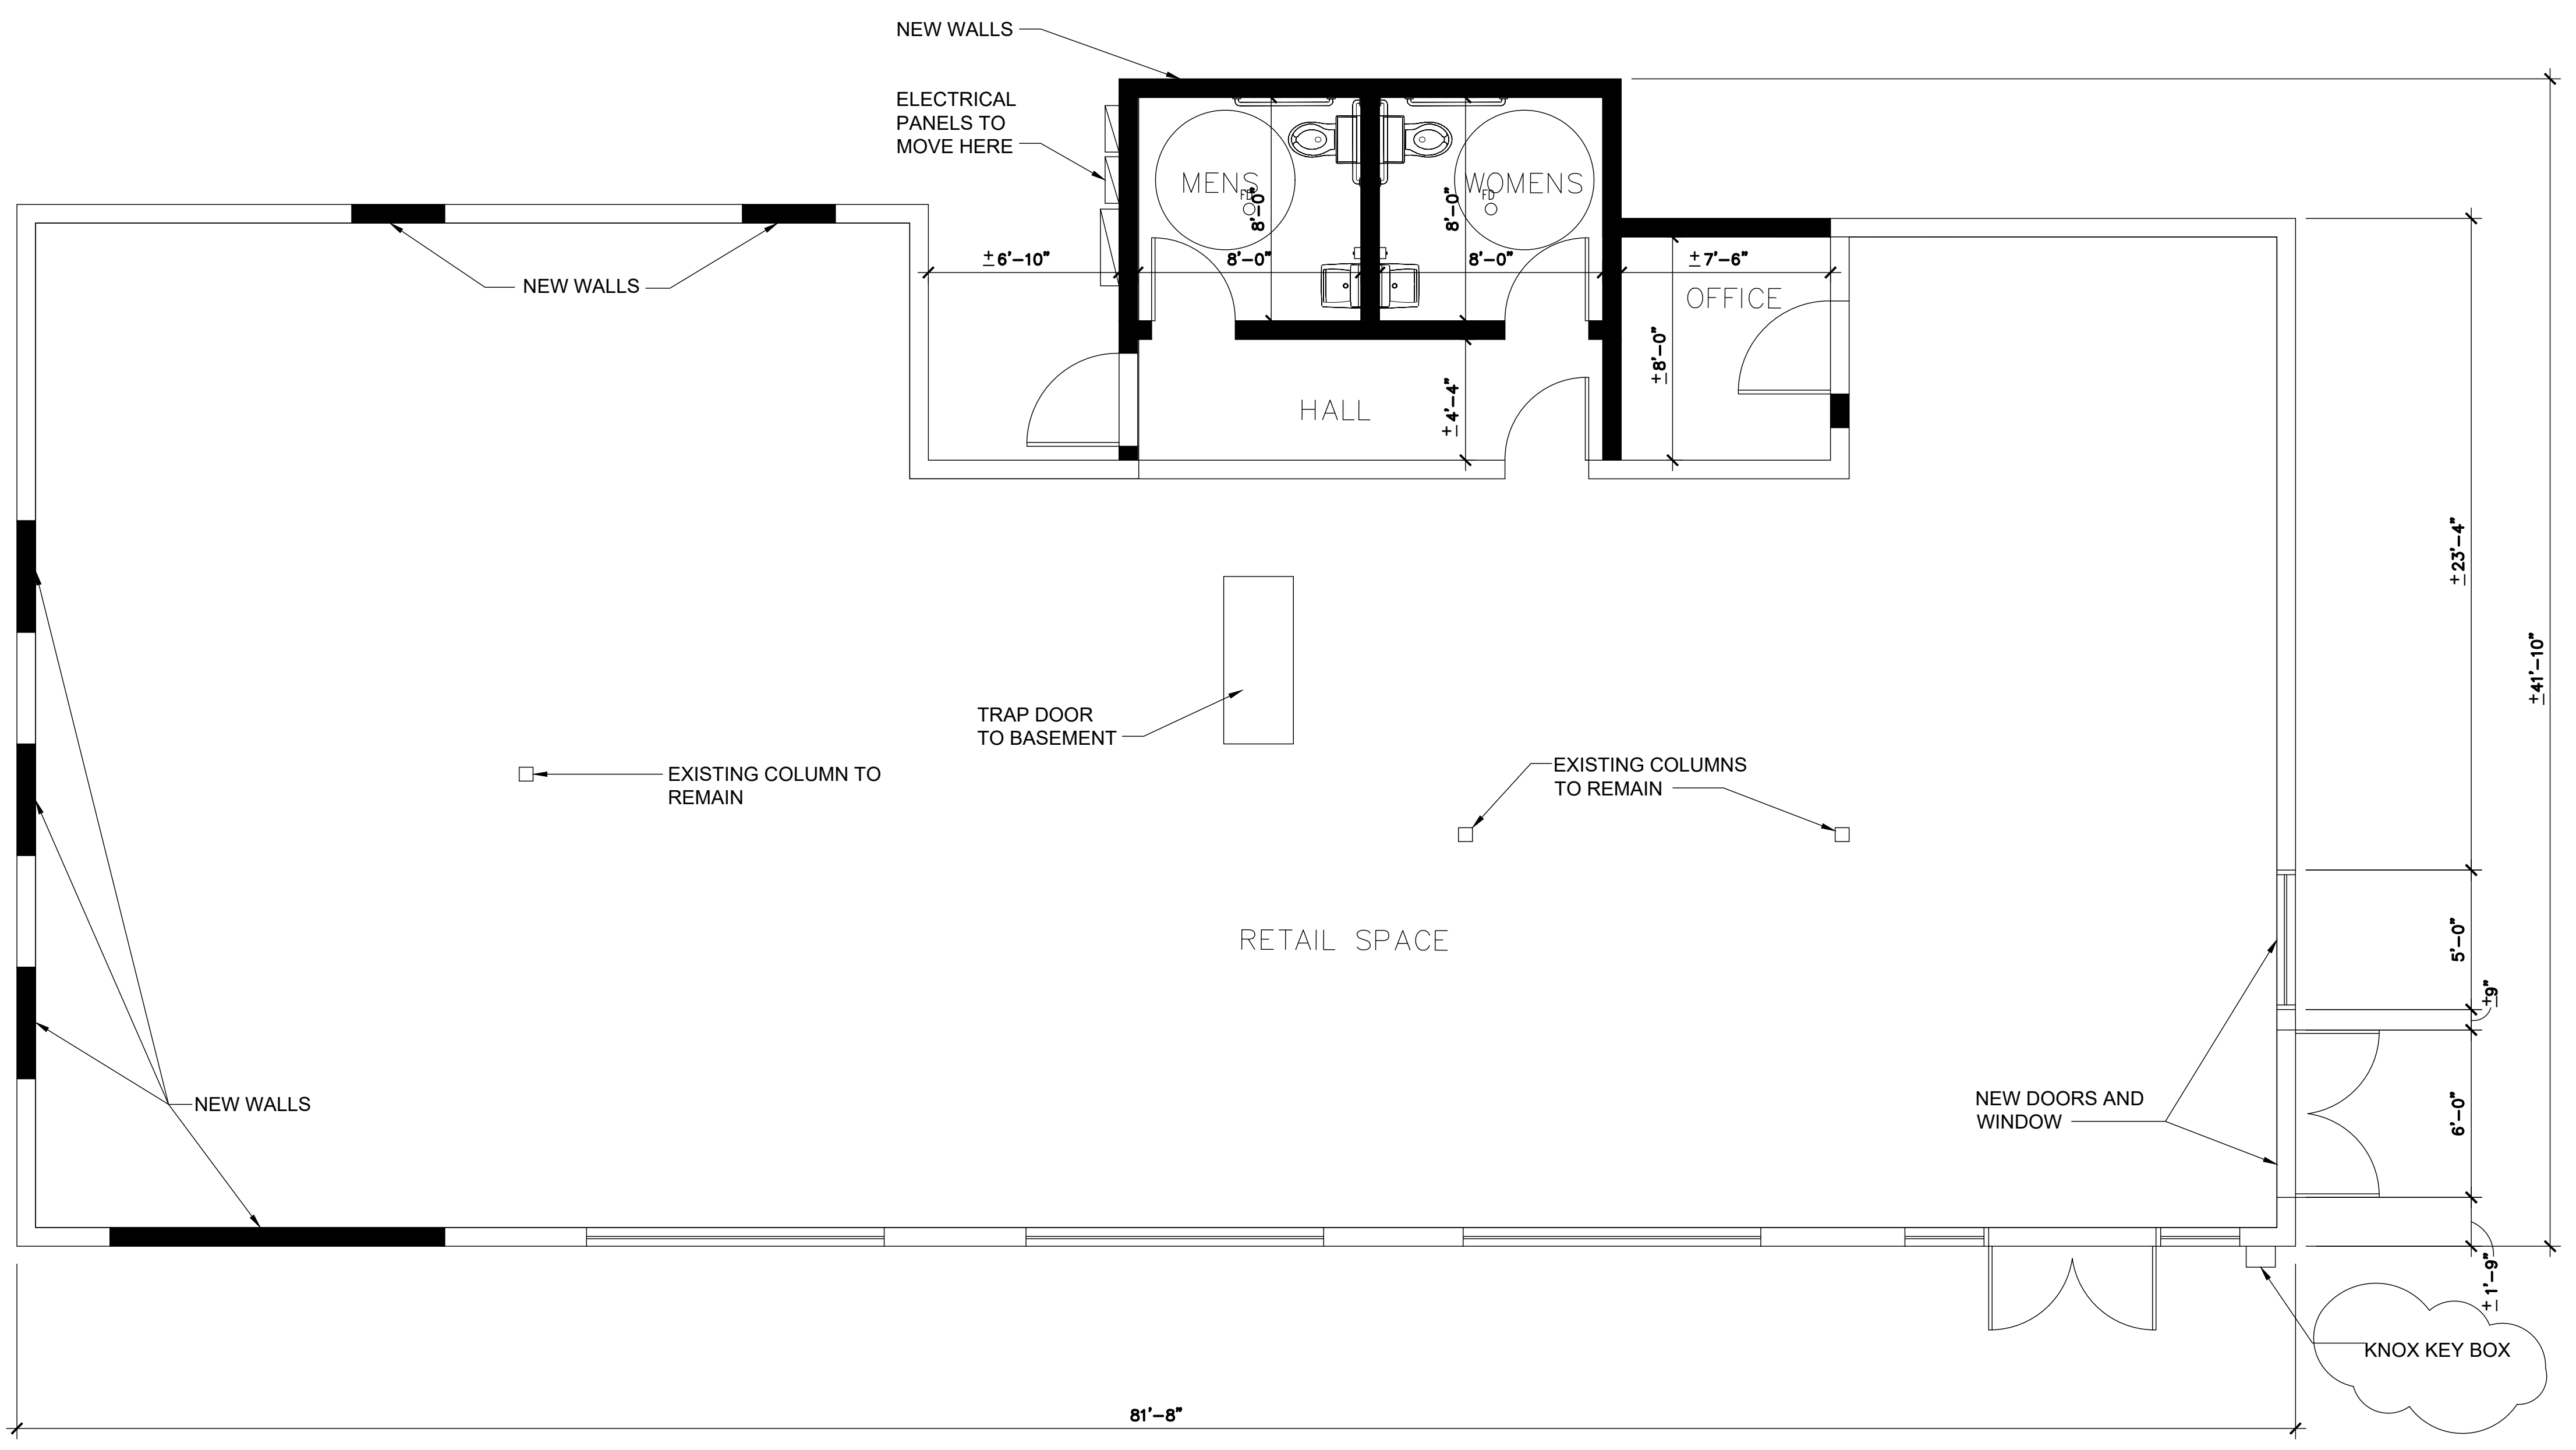 NEW WALLS
ELECTRICAL
PANELS TO
MOVE HERE
MENS
FD
8'-0"
WOMENS
FD
8'-0"
±6'-10"
8'-0"
8'-0"
±7'-6"
NEW WALLS
OFFICE
±8'-0"
HALL
±4'-4"
±23'-4"
±41'-10"
TRAP DOOR
TO BASEMENT
EXISTING COLUMN TO
REMAIN
EXISTING COLUMNS
TO REMAIN
RETAIL SPACE
5'-0"
±9"
NEW WALLS
NEW DOORS AND
WINDOW
6'-0"
±1'-9"
KNOX KEY BOX
81'-8"